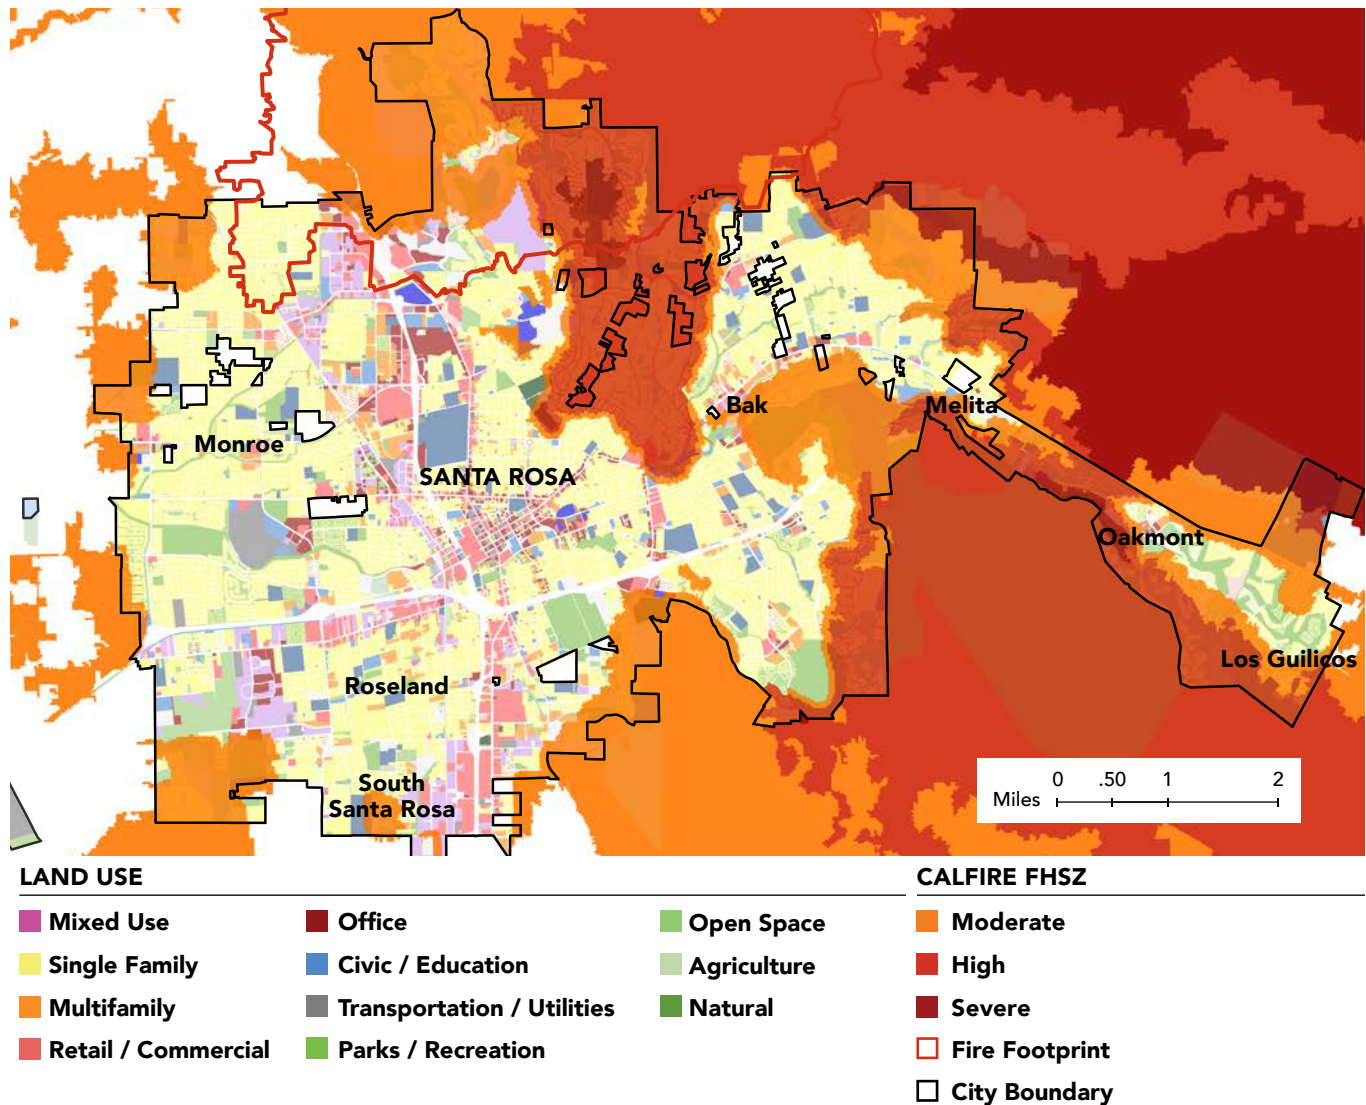 Bak
Melita
Monroe
SANTA ROSA
Oakmont
Los Guilicos
Roseland
South
Santa Rosa
0 .50 1 2
Miles
LAND USE
Mixed Use
Single Family
Multifamily
Retail / Commercial
Office
Civic / Education
Transportation / Utilities
Parks / Recreation
Open Space
Agriculture
Natural
CALFIRE FHSZ
Moderate
High
Severe
Fire Footprint
City Boundary